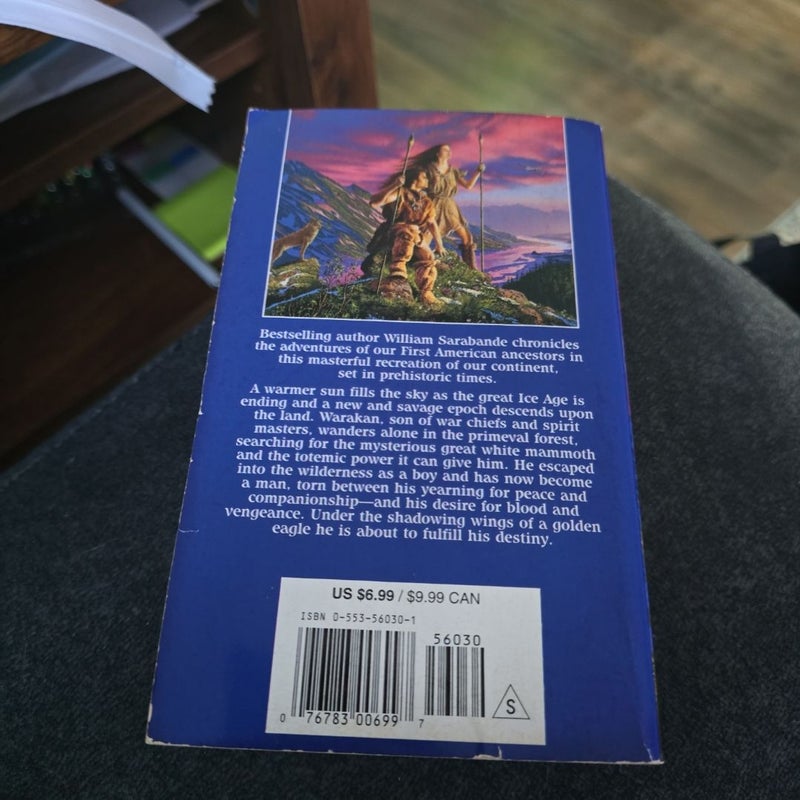 Bestselling author William Sarabande chronicles
the adventures of our First American ancestors in
this masterful recreation of our continent,
set in prehistoric times.
A warmer sun fills the sky as the great Ice Age is
ending and a new and savage epoch descends upon
the land. Warakan, son of war chiefs and spirit
masters, wanders alone in the primeval forest,
searching for the mysterious great white mammoth
and the totemic power it can give him. He escaped
into the wilderness as a boy and has now become
a man, torn between his yearning for peace and
companionship—and his desire for blood and
vengeance. Under the shadowing wings of a golden
eagle he is about to fulfill his destiny.
US $6.99 / $9.99 CAN
ISBN 0-553-56030-1
56030
0 76783 00699 7
S